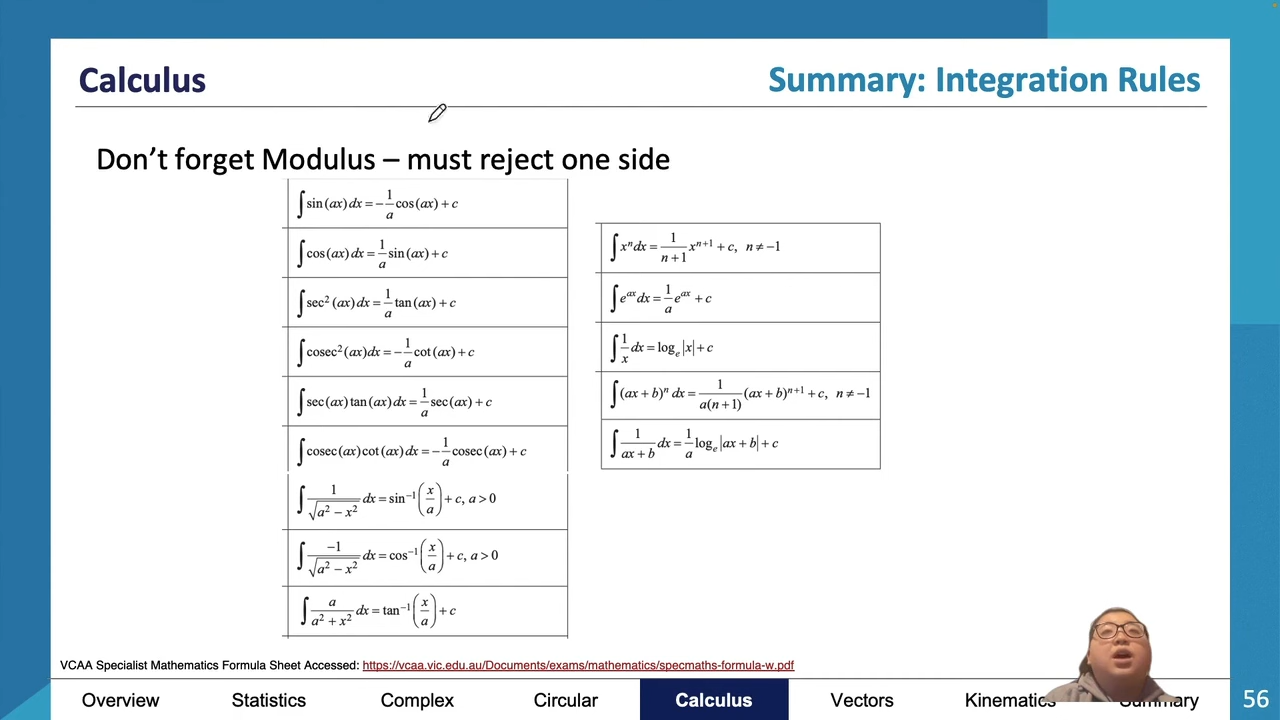 Calculus
Summary: Integration Rules
Don’t forget Modulus – must reject one side
∫ sin(ax) dx = −1/a cos(ax) + c
∫ cos(ax) dx = 1/a sin(ax) + c
∫ sec²(ax) dx = 1/a tan(ax) + c
∫ cosec²(ax) dx = −1/a cot(ax) + c
∫ sec(ax) tan(ax) dx = 1/a sec(ax) + c
∫ cosec(ax) cot(ax) dx = −1/a cosec(ax) + c
∫ 1/√(a² − x²) dx = sin⁻¹(x/a) + c, a > 0
∫ −1/√(a² − x²) dx = cos⁻¹(x/a) + c, a > 0
∫ a/(a² + x²) dx = tan⁻¹(x/a) + c
∫ xⁿ dx = 1/(n+1) xⁿ⁺¹ + c, n ≠ −1
∫ eᵃˣ dx = 1/a eᵃˣ + c
∫ 1/x dx = logₑ|x| + c
∫ (ax + b)ⁿ dx = 1/(a(n+1)) (ax + b)ⁿ⁺¹ + c, n ≠ −1
∫ 1/(ax + b) dx = 1/a logₑ|ax + b| + c
VCAA Specialist Mathematics Formula Sheet Accessed: https://vcaa.vic.edu.au/Documents/exams/mathematics/specmaths-formula-w.pdf
Overview Statistics Complex Circular Calculus Vectors Kinematics Summary 56